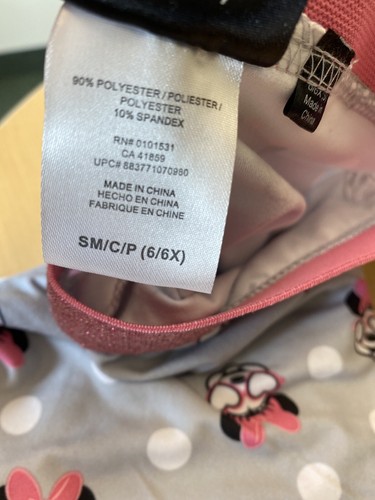 90% POLYESTER / POLIESTER /
POLYESTER
10% SPANDEX
RN# 0101531
CA 41859
UPC# 883771070980
MADE IN CHINA
HECHO EN CHINA
FABRIQUE EN CHINE
SM/C/P (6/6X)
Made in
China